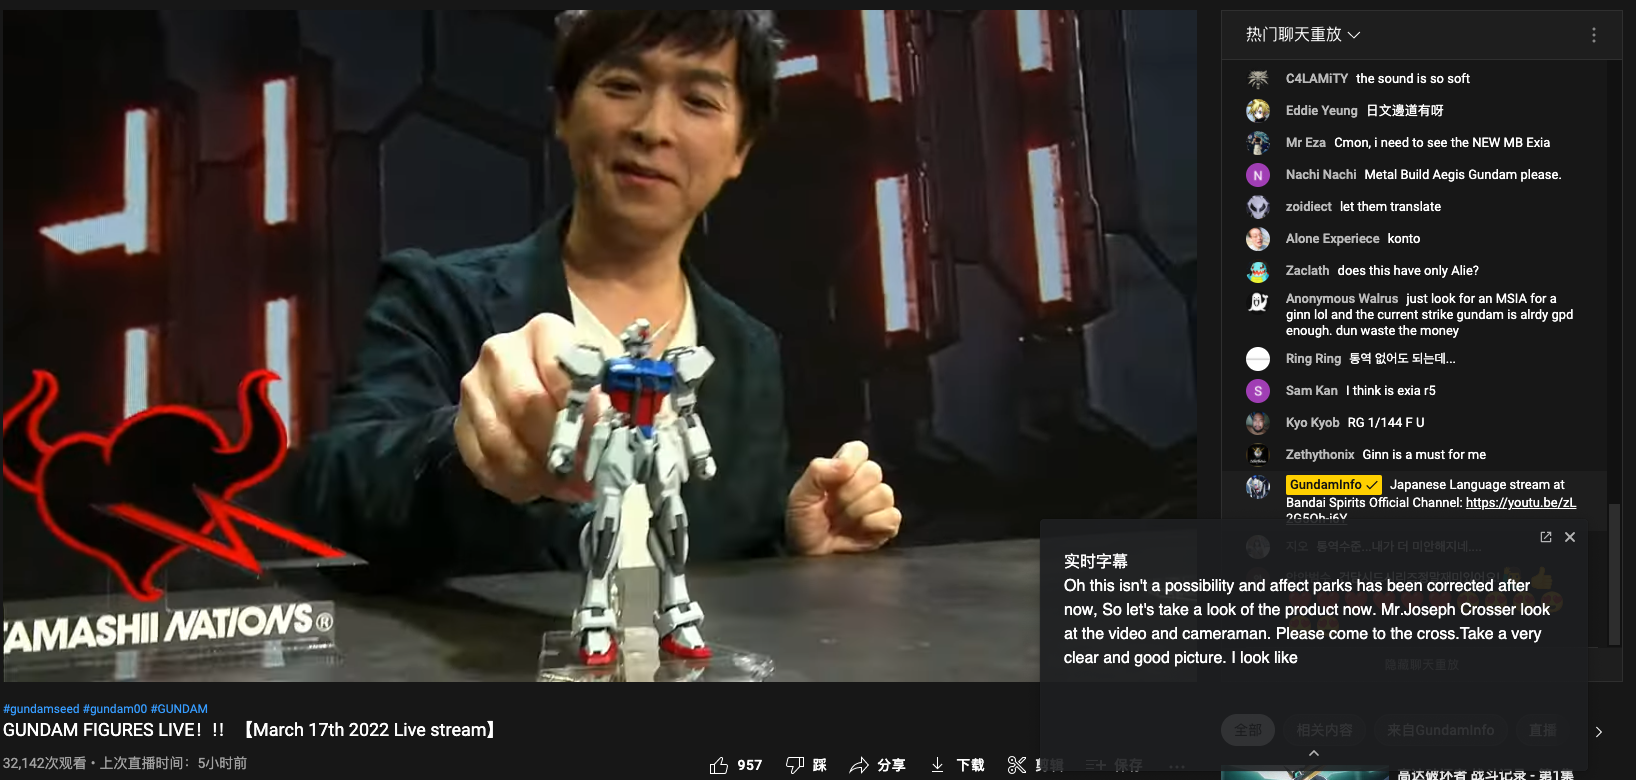 热门聊天重放
C4LAMiTY the sound is so soft
Eddie Yeung 日文邊道有呀
Mr Eza Cmon, i need to see the NEW MB Exia
N Nachi Nachi Metal Build Aegis Gundam please.
zoidiect let them translate
Alone Experiece konto
Zaclath does this have only Alie?
Anonymous Walrus just look for an MSIA for a
ginn lol and the current strike gundam is alrdy gpd
enough. dun waste the money
Ring Ring 통역 없어도 되는데...
S Sam Kan I think is exia r5
Kyo Kyob RG 1/144 F U
Zethythonix Ginn is a must for me
GundamInfo Japanese Language stream at
Bandai Spirits Official Channel: https://youtu.be/zL
2G5Qh-i6Y
지오 통역수준...내가 더 미안해지네....
实时字幕
Oh this isn't a possibility and affect parks has been corrected after
now, So let's take a look of the product now. Mr.Joseph Crosser look
at the video and cameraman. Please come to the cross.Take a very
clear and good picture. I look like
隐藏聊天重放
TAMASHII NATIONS®
#gundamseed #gundam00 #GUNDAM
GUNDAM FIGURES LIVE！!! 【March 17th 2022 Live stream】
32,142次观看・上次直播时间：5小时前
957 踩 分享 下载 剪辑 保存
全部 相关内容 来自GundamInfo 直播
高达破坏者 战斗记录 - 第1集